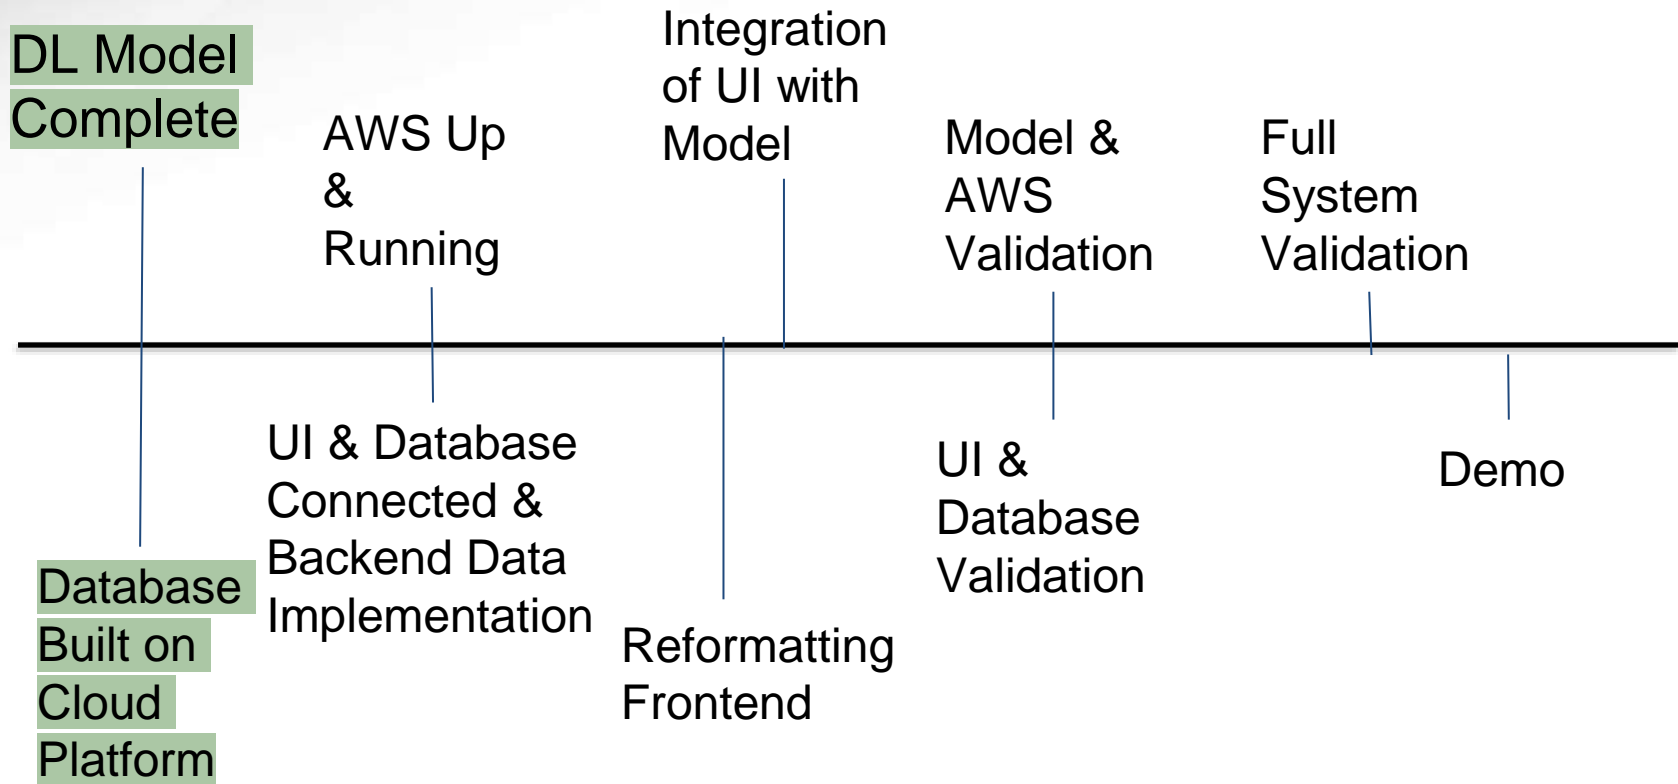 DL Model
Complete
AWS Up
&
Running
Integration
of UI with
Model
Model &
AWS
Validation
Full
System
Validation
Database
Built on
Cloud
Platform
UI & Database
Connected &
Backend Data
Implementation
Reformatting
Frontend
UI &
Database
Validation
Demo